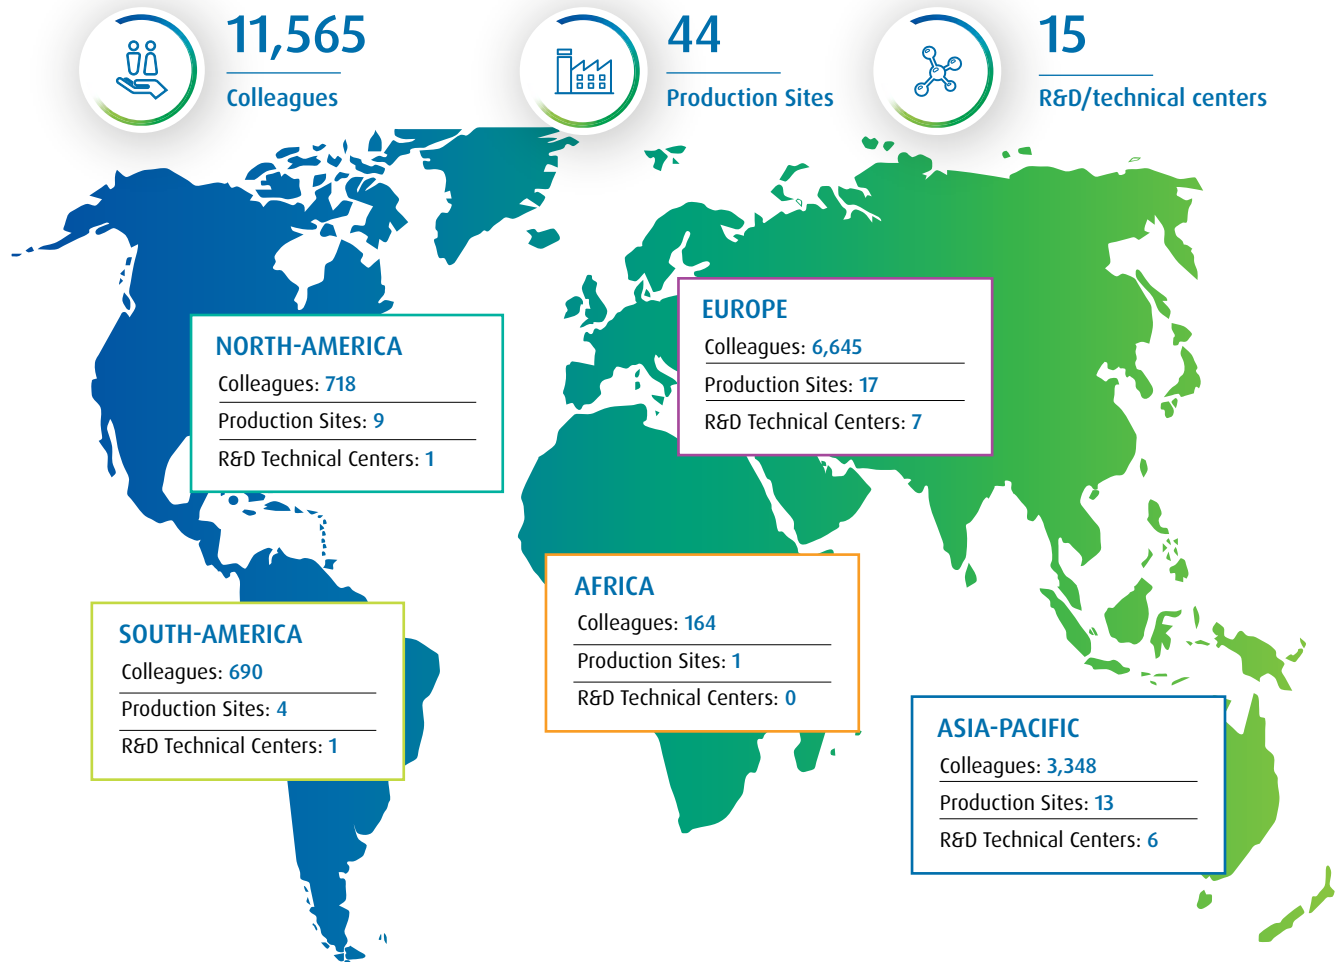 11,565
Colleagues
44
Production Sites
15
R&D/technical centers
NORTH-AMERICA
Colleagues: 718
Production Sites: 9
R&D Technical Centers: 1
EUROPE
Colleagues: 6,645
Production Sites: 17
R&D Technical Centers: 7
SOUTH-AMERICA
Colleagues: 690
Production Sites: 4
R&D Technical Centers: 1
AFRICA
Colleagues: 164
Production Sites: 1
R&D Technical Centers: 0
ASIA-PACIFIC
Colleagues: 3,348
Production Sites: 13
R&D Technical Centers: 6